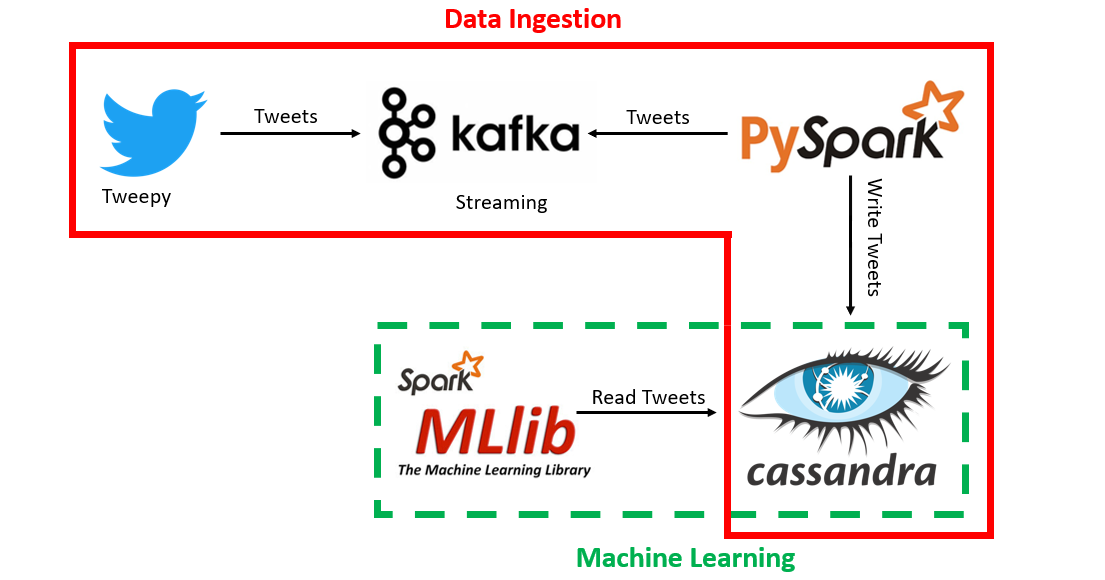 Data Ingestion
Tweets
kafka
Tweets
PySpark
Tweepy
Streaming
Write Tweets
Spark
MLlib
The Machine Learning Library
Read Tweets
cassandra
Machine Learning